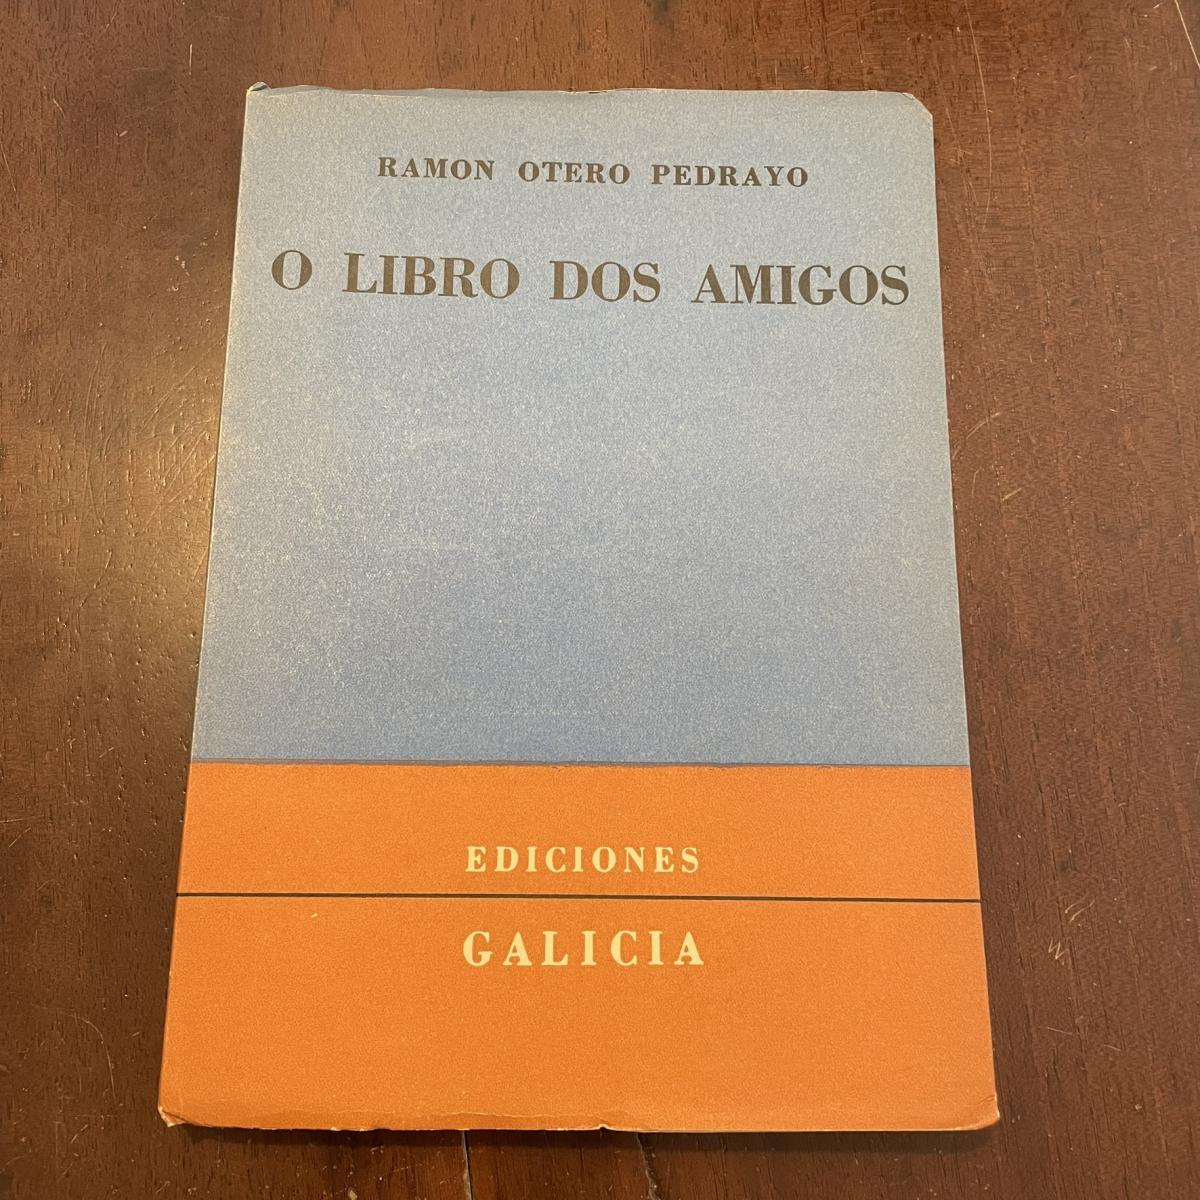 RAMON OTERO PEDRAYO
O LIBRO DOS AMIGOS
EDICIONES
GALICIA